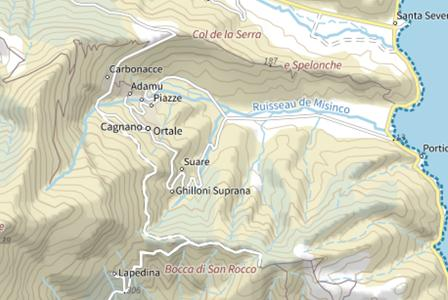 Santa Seve
Col de la Serra
187
e Spelonche
Carbonacce
Adamu
Piazze
Ruisseau de Misinco
Cagnano
Ortale
Portic
Suare
Ghilloni Suprana
e
39
Bocca di San Rocco
Lapedina
306